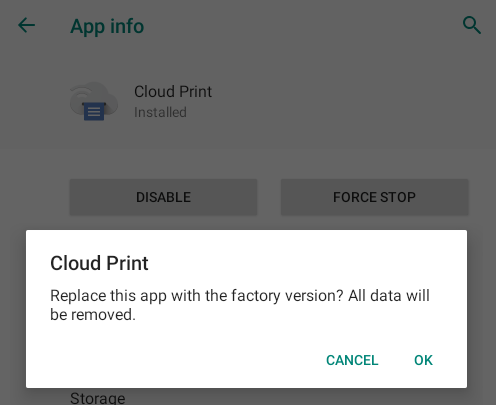 App info
Cloud Print
Installed
DISABLE
FORCE STOP
Cloud Print
Replace this app with the factory version? All data will
be removed.
CANCEL
OK
Storage